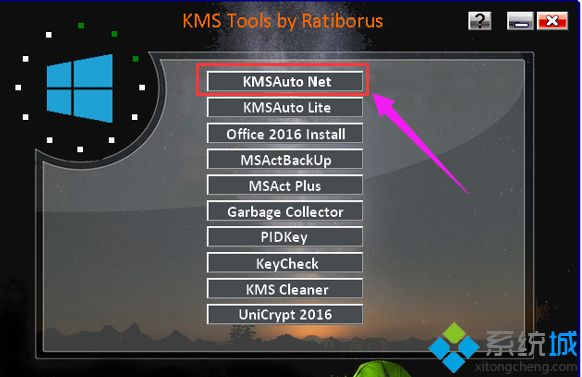 KMS Tools by Ratiborus
?
KMSAuto Net
KMSAuto Lite
Office 2016 Install
MSActBackUp
MSAct Plus
Garbage Collector
PIDKey
KeyCheck
KMS Cleaner
UniCrypt 2016
系统城
xitongcheng.com